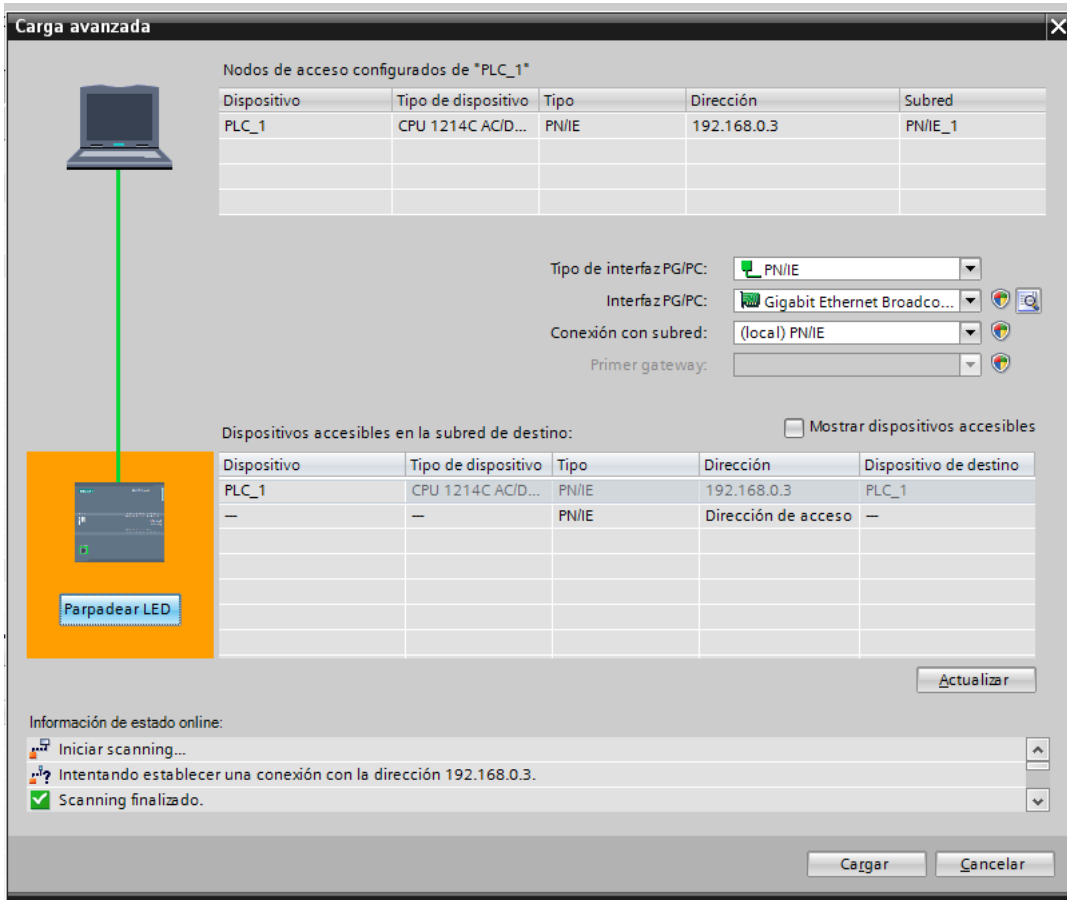 Carga avanzada
Nodos de acceso configurados de "PLC_1"
Dispositivo Tipo de dispositivo Tipo Dirección Subred
PLC_1 CPU 1214C AC/D... PN/IE 192.168.0.3 PN/IE_1
Tipo de interfaz PG/PC: PN/IE
Interfaz PG/PC: Gigabit Ethernet Broadco...
Conexión con subred: (local) PN/IE
Primer gateway:
Dispositivos accesibles en la subred de destino: Mostrar dispositivos accesibles
Dispositivo Tipo de dispositivo Tipo Dirección Dispositivo de destino
PLC_1 CPU 1214C AC/D... PN/IE 192.168.0.3 PLC_1
— — PN/IE Dirección de acceso —
Parpadear LED
Actualizar
Información de estado online:
Iniciar scanning...
Intentando establecer una conexión con la dirección 192.168.0.3.
Scanning finalizado.
Cargar Cancelar